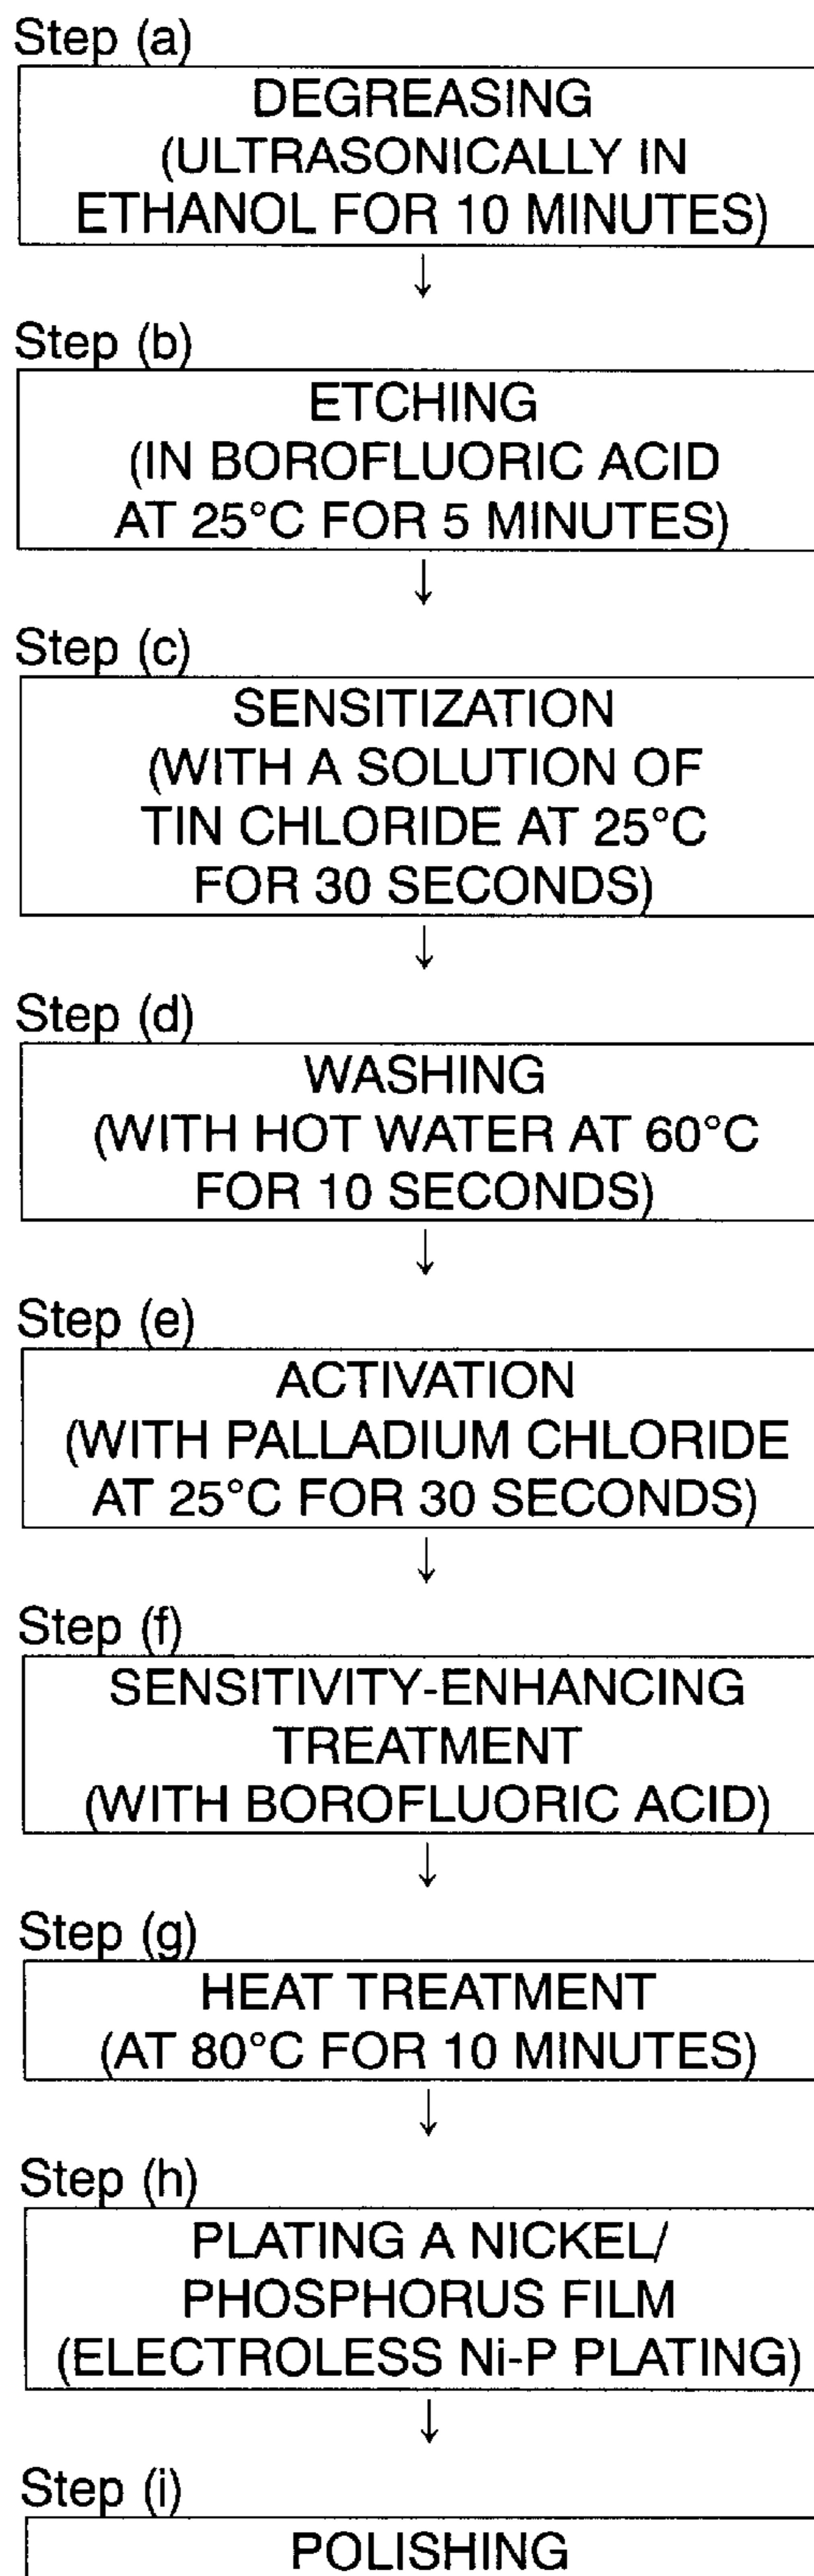 Step (a)
DEGREASING
(ULTRASONICALLY IN
ETHANOL FOR 10 MINUTES)
↓
Step (b)
ETCHING
(IN BOROFLUORIC ACID
AT 25°C FOR 5 MINUTES)
↓
Step (c)
SENSITIZATION
(WITH A SOLUTION OF
TIN CHLORIDE AT 25°C
FOR 30 SECONDS)
↓
Step (d)
WASHING
(WITH HOT WATER AT 60°C
FOR 10 SECONDS)
↓
Step (e)
ACTIVATION
(WITH PALLADIUM CHLORIDE
AT 25°C FOR 30 SECONDS)
↓
Step (f)
SENSITIVITY-ENHANCING
TREATMENT
(WITH BOROFLUORIC ACID)
↓
Step (g)
HEAT TREATMENT
(AT 80°C FOR 10 MINUTES)
↓
Step (h)
PLATING A NICKEL/
PHOSPHORUS FILM
(ELECTROLESS Ni-P PLATING)
↓
Step (i)
POLISHING